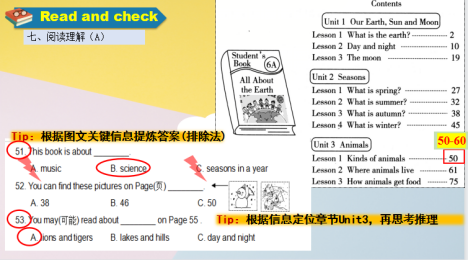 Read and check
七、阅读理解（A）
Student's
Book 6A
All About
the Earth
Contents
Unit 1 Our Earth, Sun and Moon
Lesson 1 What is the earth? 2
Lesson 2 Day and night 10
Lesson 3 The moon 19
Unit 2 Seasons
Lesson 1 What is spring? 27
Lesson 2 What is summer? 32
Lesson 3 What is autumn? 38
Lesson 4 What is winter? 45
50-60
Unit 3 Animals
Lesson 1 Kinds of animals 50
Lesson 2 Where animals live 61
Lesson 3 How animals get food 75
Tip：根据图文关键信息提炼答案(排除法)
51. This book is about ________
A. music B. science C. seasons in a year
52. You can find these pictures on Page(页) ________.
A. 38 B. 46 C. 50
53. You may(可能) read about ________ on Page 55 .
Tip：根据信息定位章节Unit3，再思考推理
A. lions and tigers B. lakes and hills C. day and night